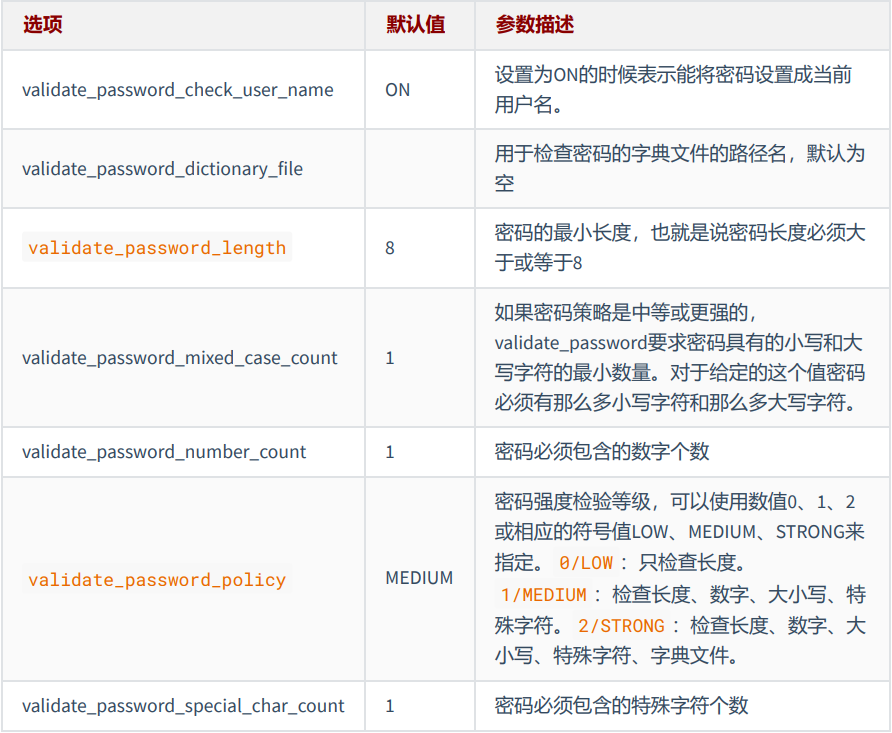 选项 默认值 参数描述
validate_password_check_user_name ON 设置为ON的时候表示能将密码设置成当前
用户名。
validate_password_dictionary_file 用于检查密码的字典文件的路径名，默认为
空
validate_password_length 8 密码的最小长度，也就是说密码长度必须大
于或等于8
validate_password_mixed_case_count 1 如果密码策略是中等或更强的，
validate_password要求密码具有的小写和大
写字符的最小数量。对于给定的这个值密码
必须有那么多小写字符和那么多大写字符。
validate_password_number_count 1 密码必须包含的数字个数
validate_password_policy MEDIUM 密码强度检验等级，可以使用数值0、1、2
或相应的符号值LOW、MEDIUM、STRONG来
指定。 0/LOW ：只检查长度。
1/MEDIUM ：检查长度、数字、大小写、特
殊字符。 2/STRONG ：检查长度、数字、大
小写、特殊字符、字典文件。
validate_password_special_char_count 1 密码必须包含的特殊字符个数